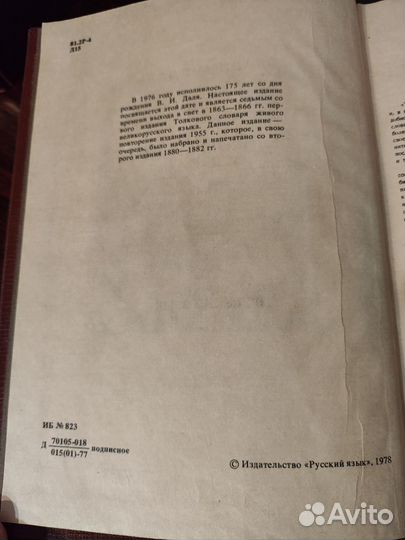 81.2Р-4
Д15
В 1976 году исполнилось 175 лет со дня
рождения В. И. Даля. Настоящее издание
посвящается этой дате и является седьмым со
времени выхода в свет в 1863—1866 гг. пер-
вого издания Толкового словаря живого
великорусского языка. Данное издание —
повторение издания 1955 г., которое, в свою
очередь, было набрано и напечатано со вто-
рого издания 1880—1882 гг.
ИБ № 823
Д 70105-018
015(01)-77 подписное
© Издательство «Русский язык», 1978
Avito